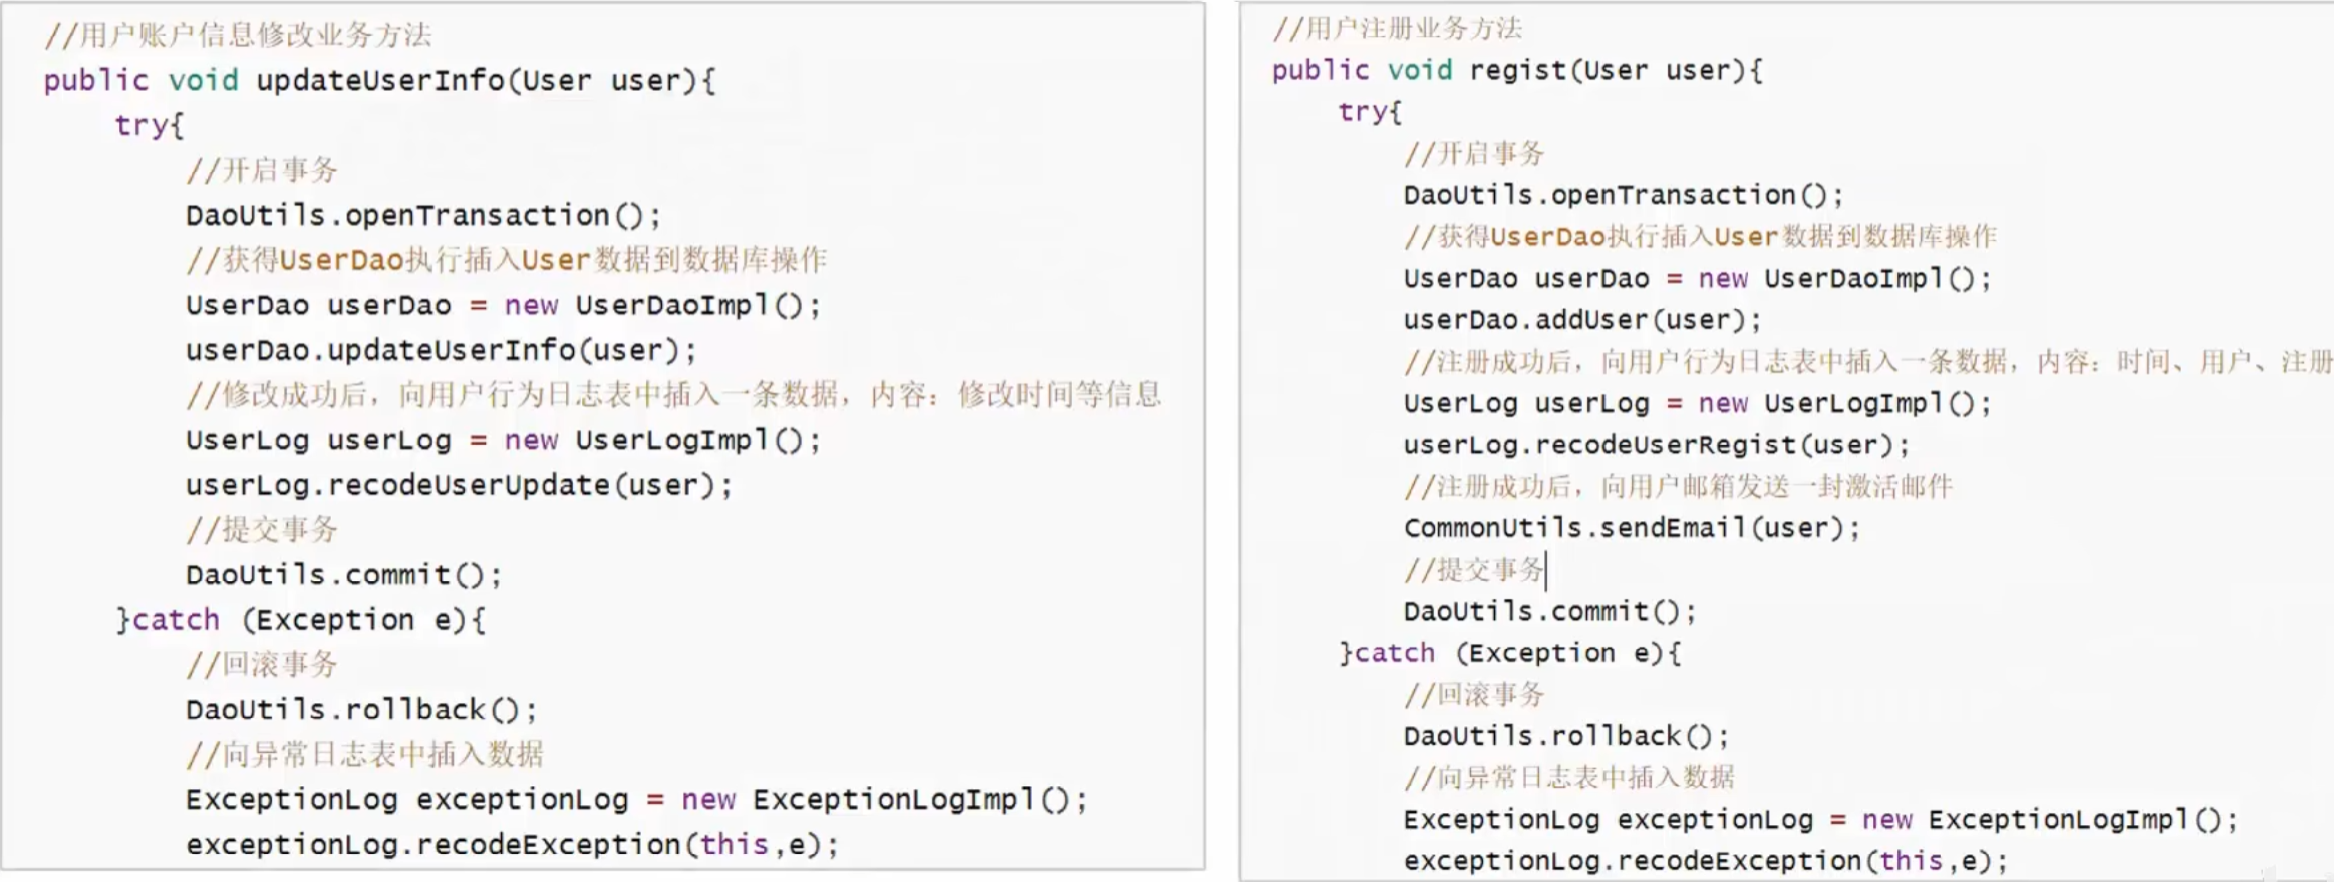 //用户账户信息修改业务方法
public void updateUserInfo(User user){
try{
//开启事务
DaoUtils.openTransaction();
//获得UserDao执行插入User数据到数据库操作
UserDao userDao = new UserDaoImpl();
userDao.updateUserInfo(user);
//修改成功后，向用户行为日志表中插入一条数据，内容：修改时间等信息
UserLog userLog = new UserLogImpl();
userLog.recodeUserUpdate(user);
//提交事务
DaoUtils.commit();
}catch (Exception e){
//回滚事务
DaoUtils.rollback();
//向异常日志表中插入数据
ExceptionLog exceptionLog = new ExceptionLogImpl();
exceptionLog.recodeException(this,e);
//用户注册业务方法
public void regist(User user){
try{
//开启事务
DaoUtils.openTransaction();
//获得UserDao执行插入User数据到数据库操作
UserDao userDao = new UserDaoImpl();
userDao.addUser(user);
//注册成功后，向用户行为日志表中插入一条数据，内容：时间、用户、注册
UserLog userLog = new UserLogImpl();
userLog.recodeUserRegist(user);
//注册成功后，向用户邮箱发送一封激活邮件
CommonUtils.sendEmail(user);
//提交事务
DaoUtils.commit();
}catch (Exception e){
//回滚事务
DaoUtils.rollback();
//向异常日志表中插入数据
ExceptionLog exceptionLog = new ExceptionLogImpl();
exceptionLog.recodeException(this,e);